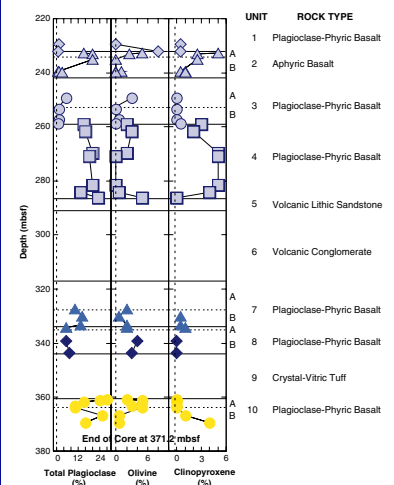 UNIT ROCK TYPE
220
1 Plagioclase-Phyric Basalt
A
2 Aphyric Basalt
B
240
A
3 Plagioclase-Phyric Basalt
B
260
4 Plagioclase-Phyric Basalt
280
5 Volcanic Lithic Sandstone
Depth (mbsf)
300
6 Volcanic Conglomerate
A
320
7 Plagioclase-Phyric Basalt
B
A
8 Plagioclase-Phyric Basalt
B
340
9 Crystal-Vitric Tuff
360
A
10 Plagioclase-Phyric Basalt
B
End of Core at 371.2 mbsf
380
0 12 24 0 6 0 3 6
Total Plagioclase Olivine Clinopyroxene
(%) (%) (%)